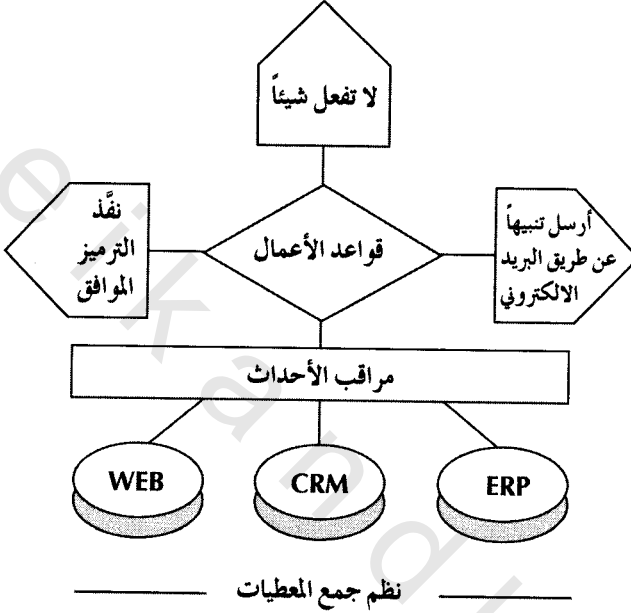 لا تفعل شيئاً
أرسل تنبيهاً
عن طريق البريد
الالكتروني
قواعد الأعمال
نفَّذ
الترميز
الموافق
مراقب الأحداث
WEB
CRM
ERP
نظم جمع المعطيات